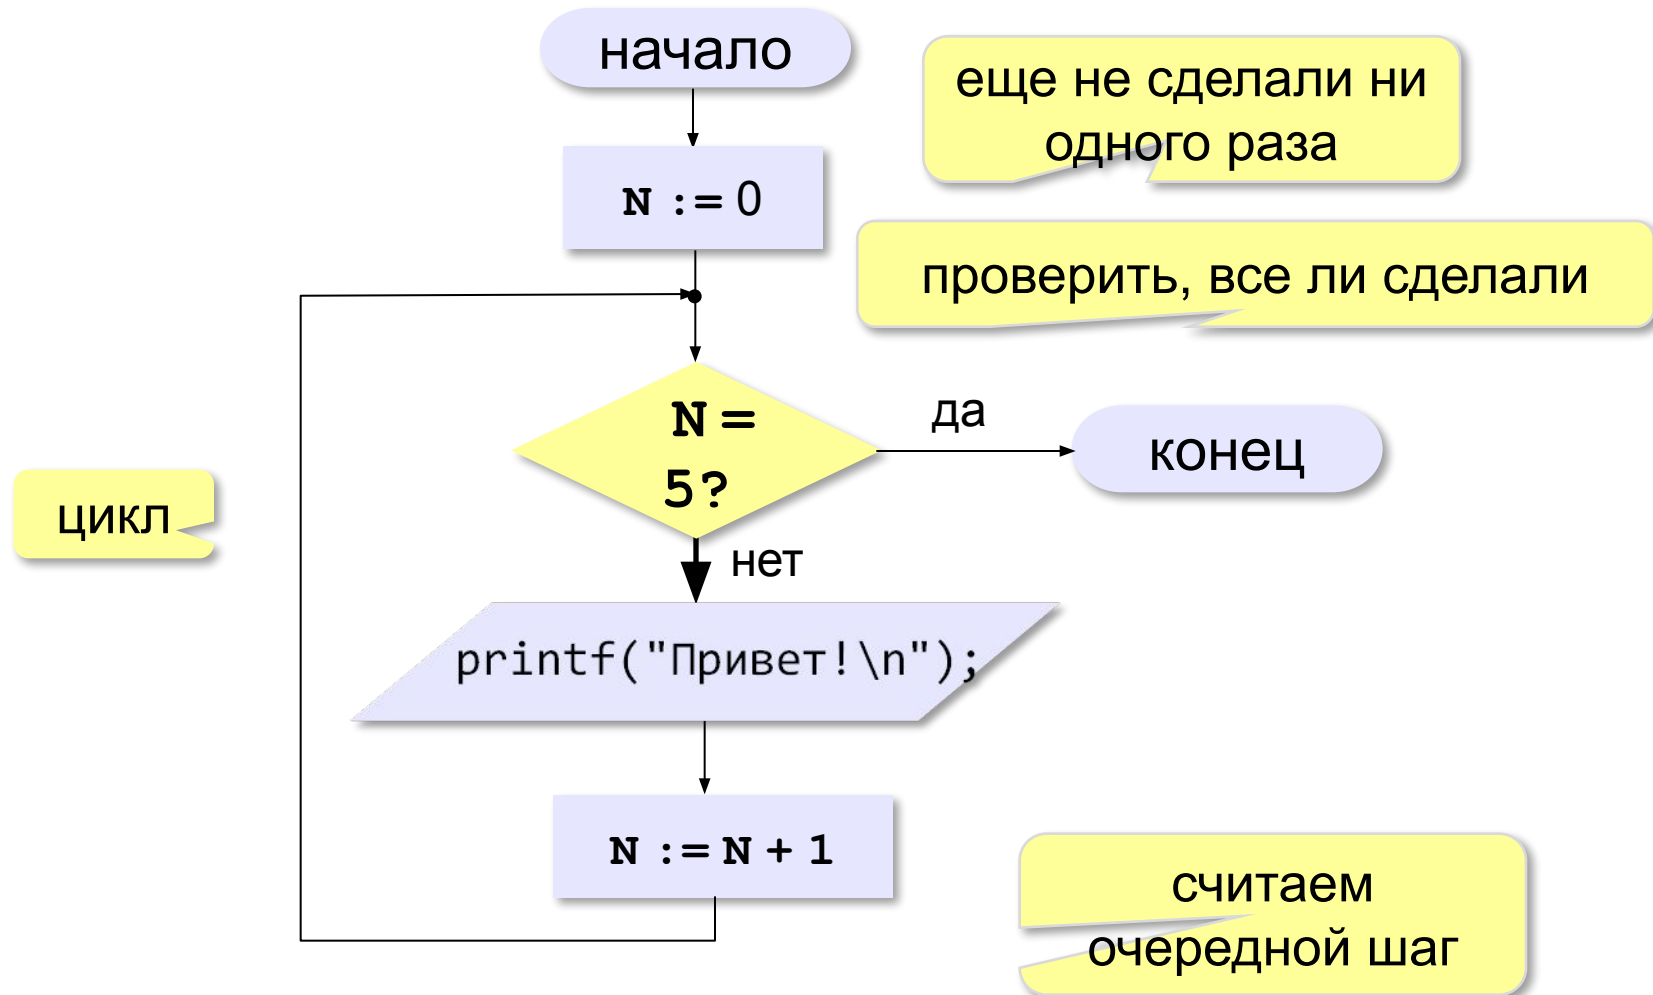 начало
еще не сделали ни
одного раза
N := 0
проверить, все ли сделали
N =
5?
да
конец
цикл
нет
printf("Привет!\n");
N := N + 1
считаем
очередной шаг